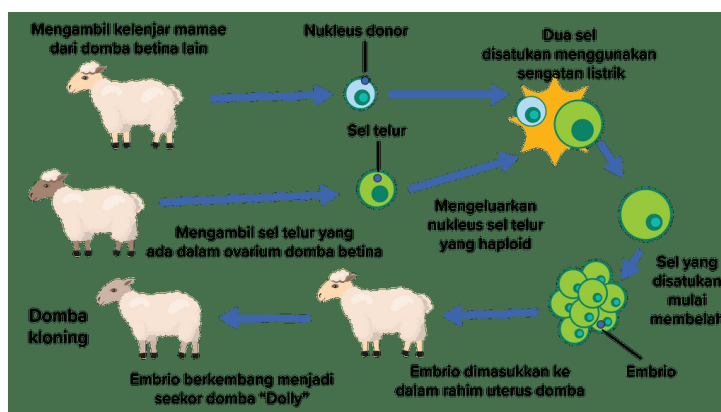 Mengambil kelenjar mamae
dari domba betina lain
Nukleus donor
Dua sel
disatukan menggunakan
sengatan listrik
Sel telur
Mengambil sel telur yang
ada dalam ovarium domba betina
Mengeluarkan
nukleus sel telur
yang haploid
Sel yang
disatukan
mulai
membelah
Embrio
Embrio dimasukkan ke
dalam rahim uterus domba
Domba
kloning
Embrio berkembang menjadi
seekor domba “Dolly”